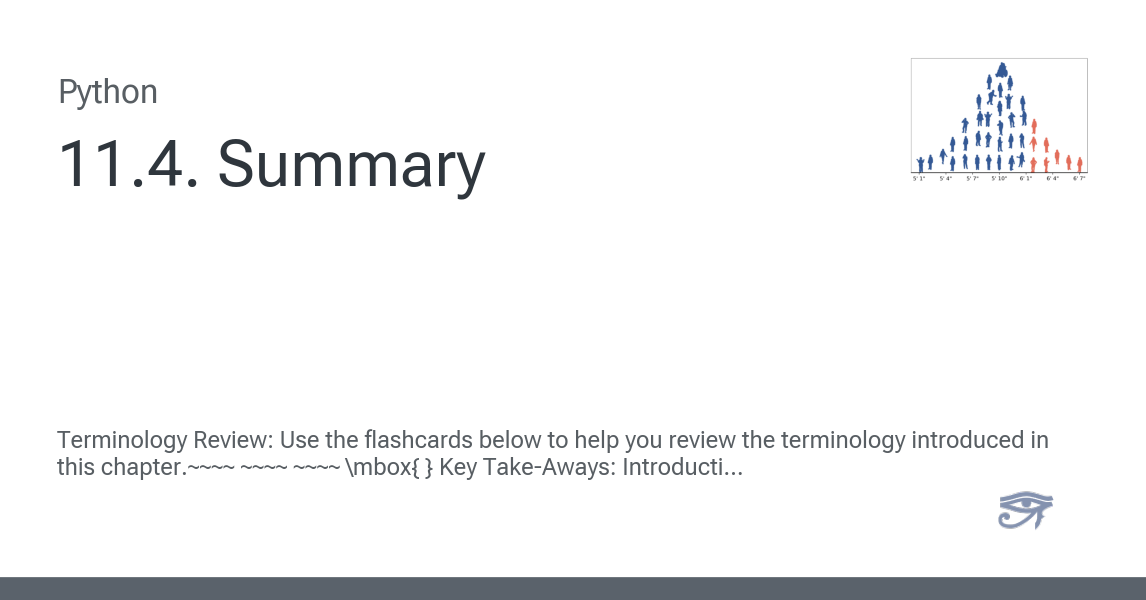 Python
11.4. Summary
5' 1" 5' 4" 5' 7" 5' 10" 6' 1" 6' 4" 6' 7"
Terminology Review: Use the flashcards below to help you review the terminology introduced in
this chapter.~~~~ ~~~~ ~~~~ \mbox{ } Key Take-Aways: Introducti...